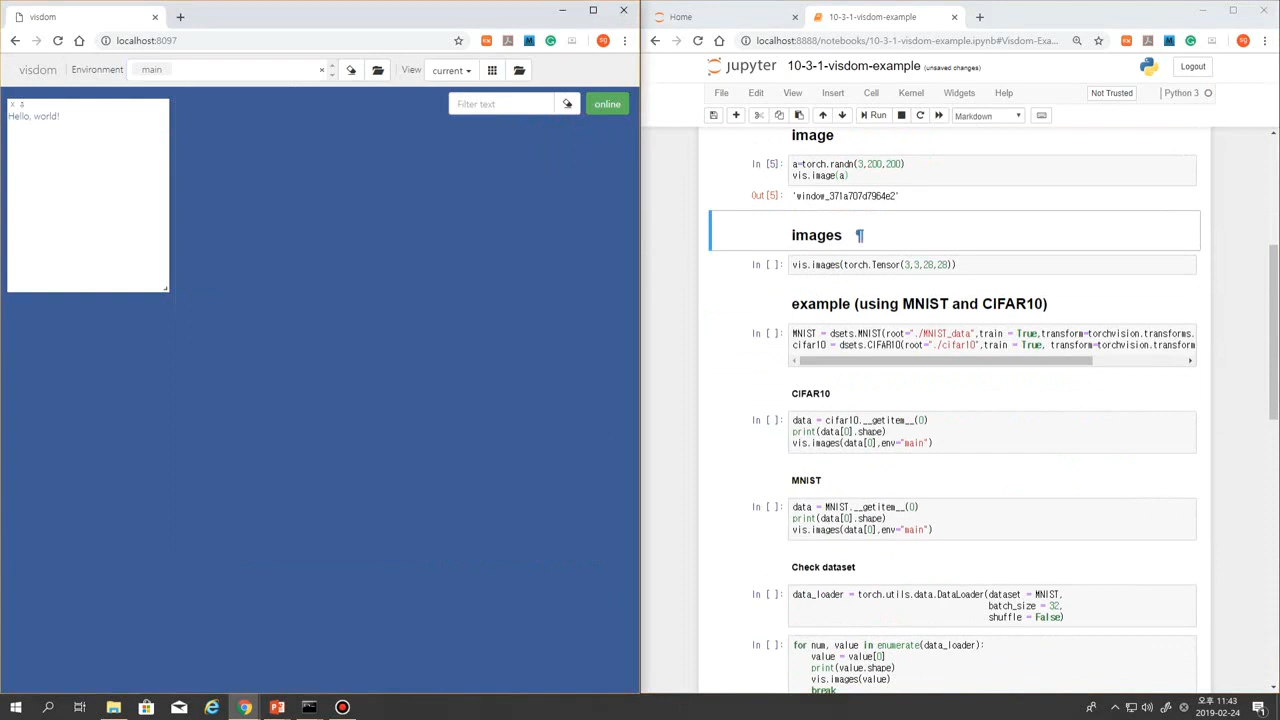 visdom
localhost:8097
visdom
Environment
main
View
current
Filter text
online
Hello, world!
Home
10-3-1-visdom-example
localhost:8888/notebooks/10-3-1-visdom-example.ipynb#Visdom-Exa...
jupyter 10-3-1-visdom-example (unsaved changes)
Logout
File Edit View Insert Cell Kernel Widgets Help
Not Trusted
Python 3
Run
Markdown
image
In [5]:
a=torch.randn(3,200,200)
vis.image(a)
Out[5]: 'window_371a707d7964e2'
images ¶
In [ ]: vis.images(torch.Tensor(3,3,28,28))
example (using MNIST and CIFAR10)
In [ ]: MNIST = dsets.MNIST(root="./MNIST_data",train = True,transform=torchvision.transforms.
cifar10 = dsets.CIFAR10(root="./cifar10",train = True, transform=torchvision.transform
CIFAR10
In [ ]: data = cifar10.__getitem__(0)
print(data[0].shape)
vis.images(data[0],env="main")
MNIST
In [ ]: data = MNIST.__getitem__(0)
print(data[0].shape)
vis.images(data[0],env="main")
Check dataset
In [ ]: data_loader = torch.utils.data.DataLoader(dataset = MNIST,
batch_size = 32,
shuffle = False)
In [ ]: for num, value in enumerate(data_loader):
value = value[0]
print(value.shape)
vis.images(value)
break
오후 11:43
2019-02-24